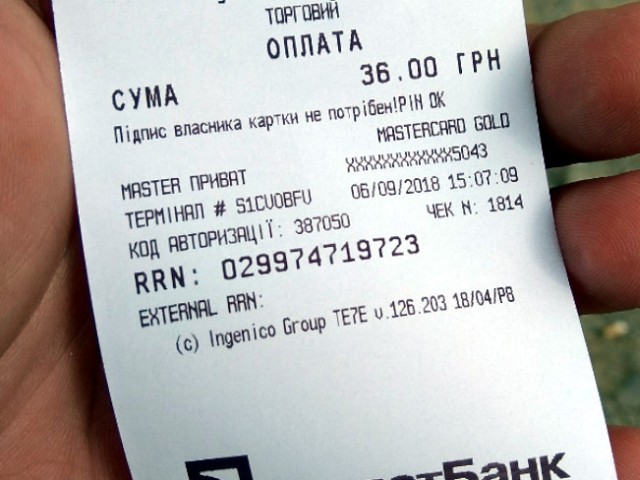 ТОРГОВИЙ
ОПЛАТА
СУМА 36.00 ГРН
Підпис власника картки не потрібен!PIN OK
MASTERCARD GOLD
MASTER ПРИВАТ XXXXXXXXXXXX5043
ТЕРМІНАЛ # S1CU0BFU 06/09/2018 15:07:09
КОД АВТОРИЗАЦІЇ: 387050 ЧЕК N: 1814
RRN: 029974719723
EXTERNAL RRN:
(c) Ingenico Group TE7E v.126.203 18/04/P8